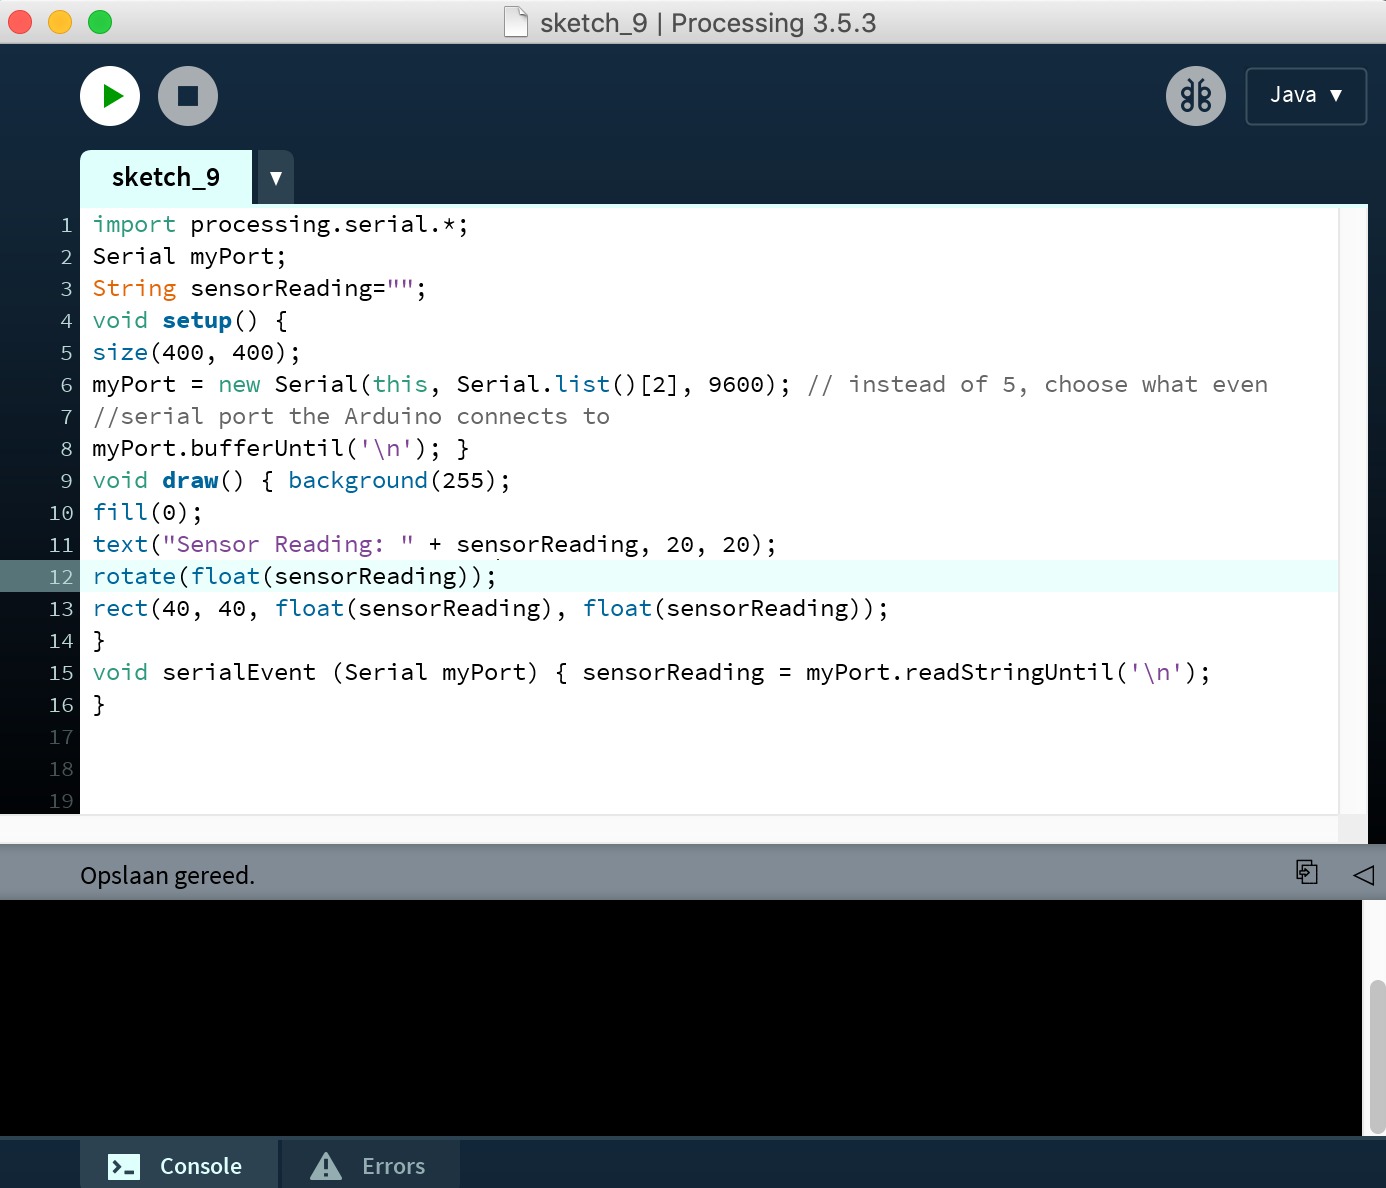 sketch_9 | Processing 3.5.3
Java ▼
sketch_9 ▼
1 import processing.serial.*;
2 Serial myPort;
3 String sensorReading="";
4 void setup() {
5 size(400, 400);
6 myPort = new Serial(this, Serial.list()[2], 9600); // instead of 5, choose what even
7 //serial port the Arduino connects to
8 myPort.bufferUntil('\n'); }
9 void draw() { background(255);
10 fill(0);
11 text("Sensor Reading: " + sensorReading, 20, 20);
12 rotate(float(sensorReading));
13 rect(40, 40, float(sensorReading), float(sensorReading));
14 }
15 void serialEvent (Serial myPort) { sensorReading = myPort.readStringUntil('\n');
16 }
17
18
19
Opslaan gereed.
Console Errors